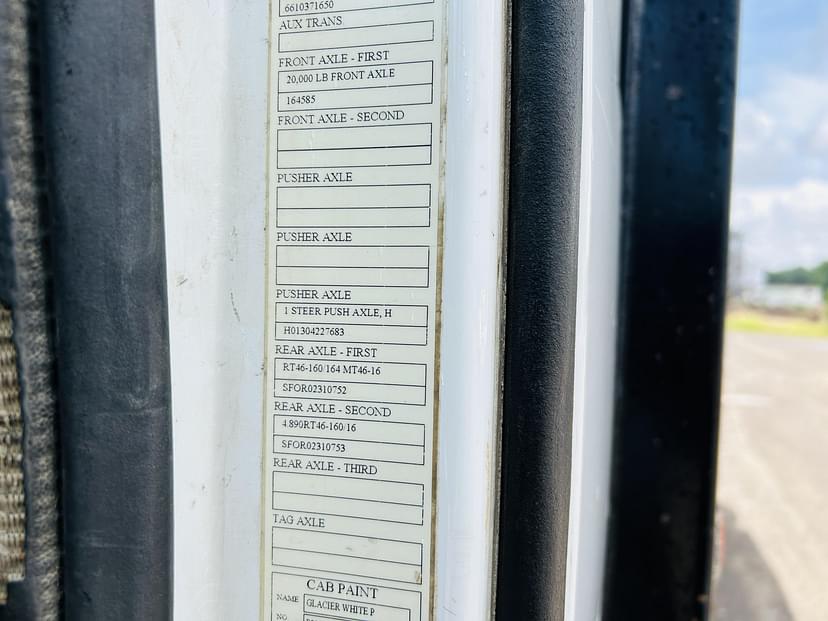 6610371650
AUX TRANS
FRONT AXLE - FIRST
20,000 LB FRONT AXLE
164585
FRONT AXLE - SECOND
PUSHER AXLE
PUSHER AXLE
PUSHER AXLE
1 STEER PUSH AXLE, H
H01304227683
REAR AXLE - FIRST
RT46-160/164 MT46-16
SFOR02310752
REAR AXLE - SECOND
4.890RT46-160/16
SFOR02310753
REAR AXLE - THIRD
TAG AXLE
CAB PAINT
NAME GLACIER WHITE P
NO